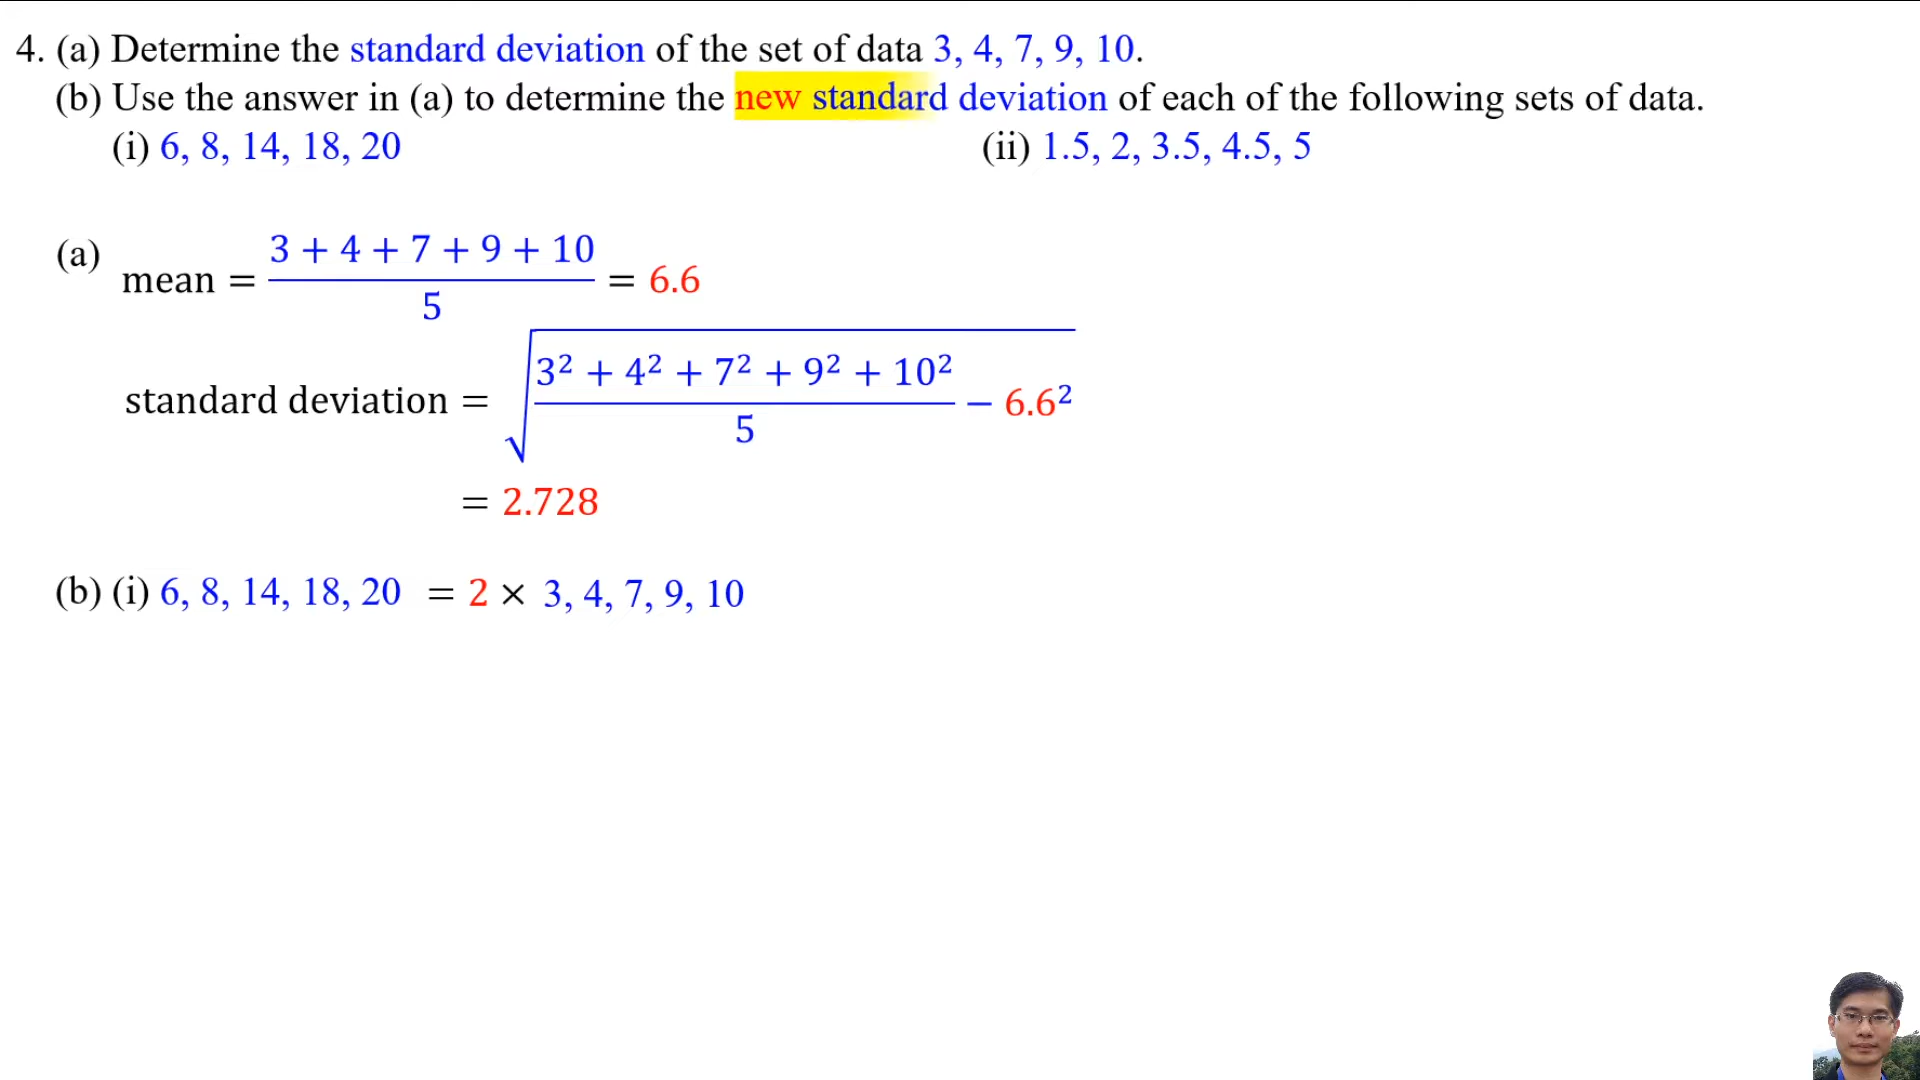 4. (a) Determine the standard deviation of the set of data 3, 4, 7, 9, 10.
(b) Use the answer in (a) to determine the new standard deviation of each of the following sets of data.
(i) 6, 8, 14, 18, 20 (ii) 1.5, 2, 3.5, 4.5, 5
(a) mean = (3 + 4 + 7 + 9 + 10)/5 = 6.6
standard deviation = √((3² + 4² + 7² + 9² + 10²)/5 − 6.6²)
= 2.728
(b) (i) 6, 8, 14, 18, 20 = 2 × 3, 4, 7, 9, 10